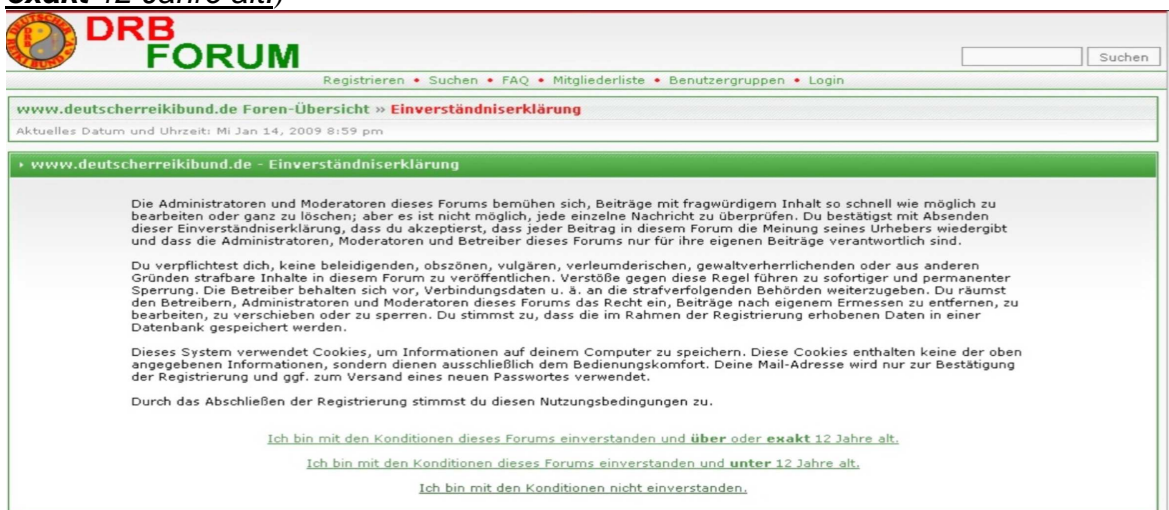 exakt 12 Jahre alt.)
DEUTSCHER
DRB
REIKI BUND
DRB
FORUM
Suchen
Registrieren • Suchen • FAQ • Mitgliederliste • Benutzergruppen • Login
www.deutscherreikibund.de Foren-Übersicht » Einverständniserklärung
Aktuelles Datum und Uhrzeit: Mi Jan 14, 2009 8:59 pm
www.deutscherreikibund.de - Einverständniserklärung
Die Administratoren und Moderatoren dieses Forums bemühen sich, Beiträge mit fragwürdigem Inhalt so schnell wie möglich zu
bearbeiten oder ganz zu löschen; aber es ist nicht möglich, jede einzelne Nachricht zu überprüfen. Du bestätigst mit Absenden
dieser Einverständniserklärung, dass du akzeptierst, dass jeder Beitrag in diesem Forum die Meinung seines Urhebers wiedergibt
und dass die Administratoren, Moderatoren und Betreiber dieses Forums nur für ihre eigenen Beiträge verantwortlich sind.
Du verpflichtest dich, keine beleidigenden, obszönen, vulgären, verleumderischen, gewaltverherrlichenden oder aus anderen
Gründen strafbare Inhalte in diesem Forum zu veröffentlichen. Verstöße gegen diese Regel führen zu sofortiger und permanenter
Sperrung. Die Betreiber behalten sich vor, Verbindungsdaten u. ä. an die strafverfolgenden Behörden weiterzugeben. Du räumst
den Betreibern, Administratoren und Moderatoren dieses Forums das Recht ein, Beiträge nach eigenem Ermessen zu entfernen, zu
bearbeiten, zu verschieben oder zu sperren. Du stimmst zu, dass die im Rahmen der Registrierung erhobenen Daten in einer
Datenbank gespeichert werden.
Dieses System verwendet Cookies, um Informationen auf deinem Computer zu speichern. Diese Cookies enthalten keine der oben
angegebenen Informationen, sondern dienen ausschließlich dem Bedienungskomfort. Deine Mail-Adresse wird nur zur Bestätigung
der Registrierung und ggf. zum Versand eines neuen Passwortes verwendet.
Durch das Abschließen der Registrierung stimmst du diesen Nutzungsbedingungen zu.
Ich bin mit den Konditionen dieses Forums einverstanden und über oder exakt 12 Jahre alt.
Ich bin mit den Konditionen dieses Forums einverstanden und unter 12 Jahre alt.
Ich bin mit den Konditionen nicht einverstanden.